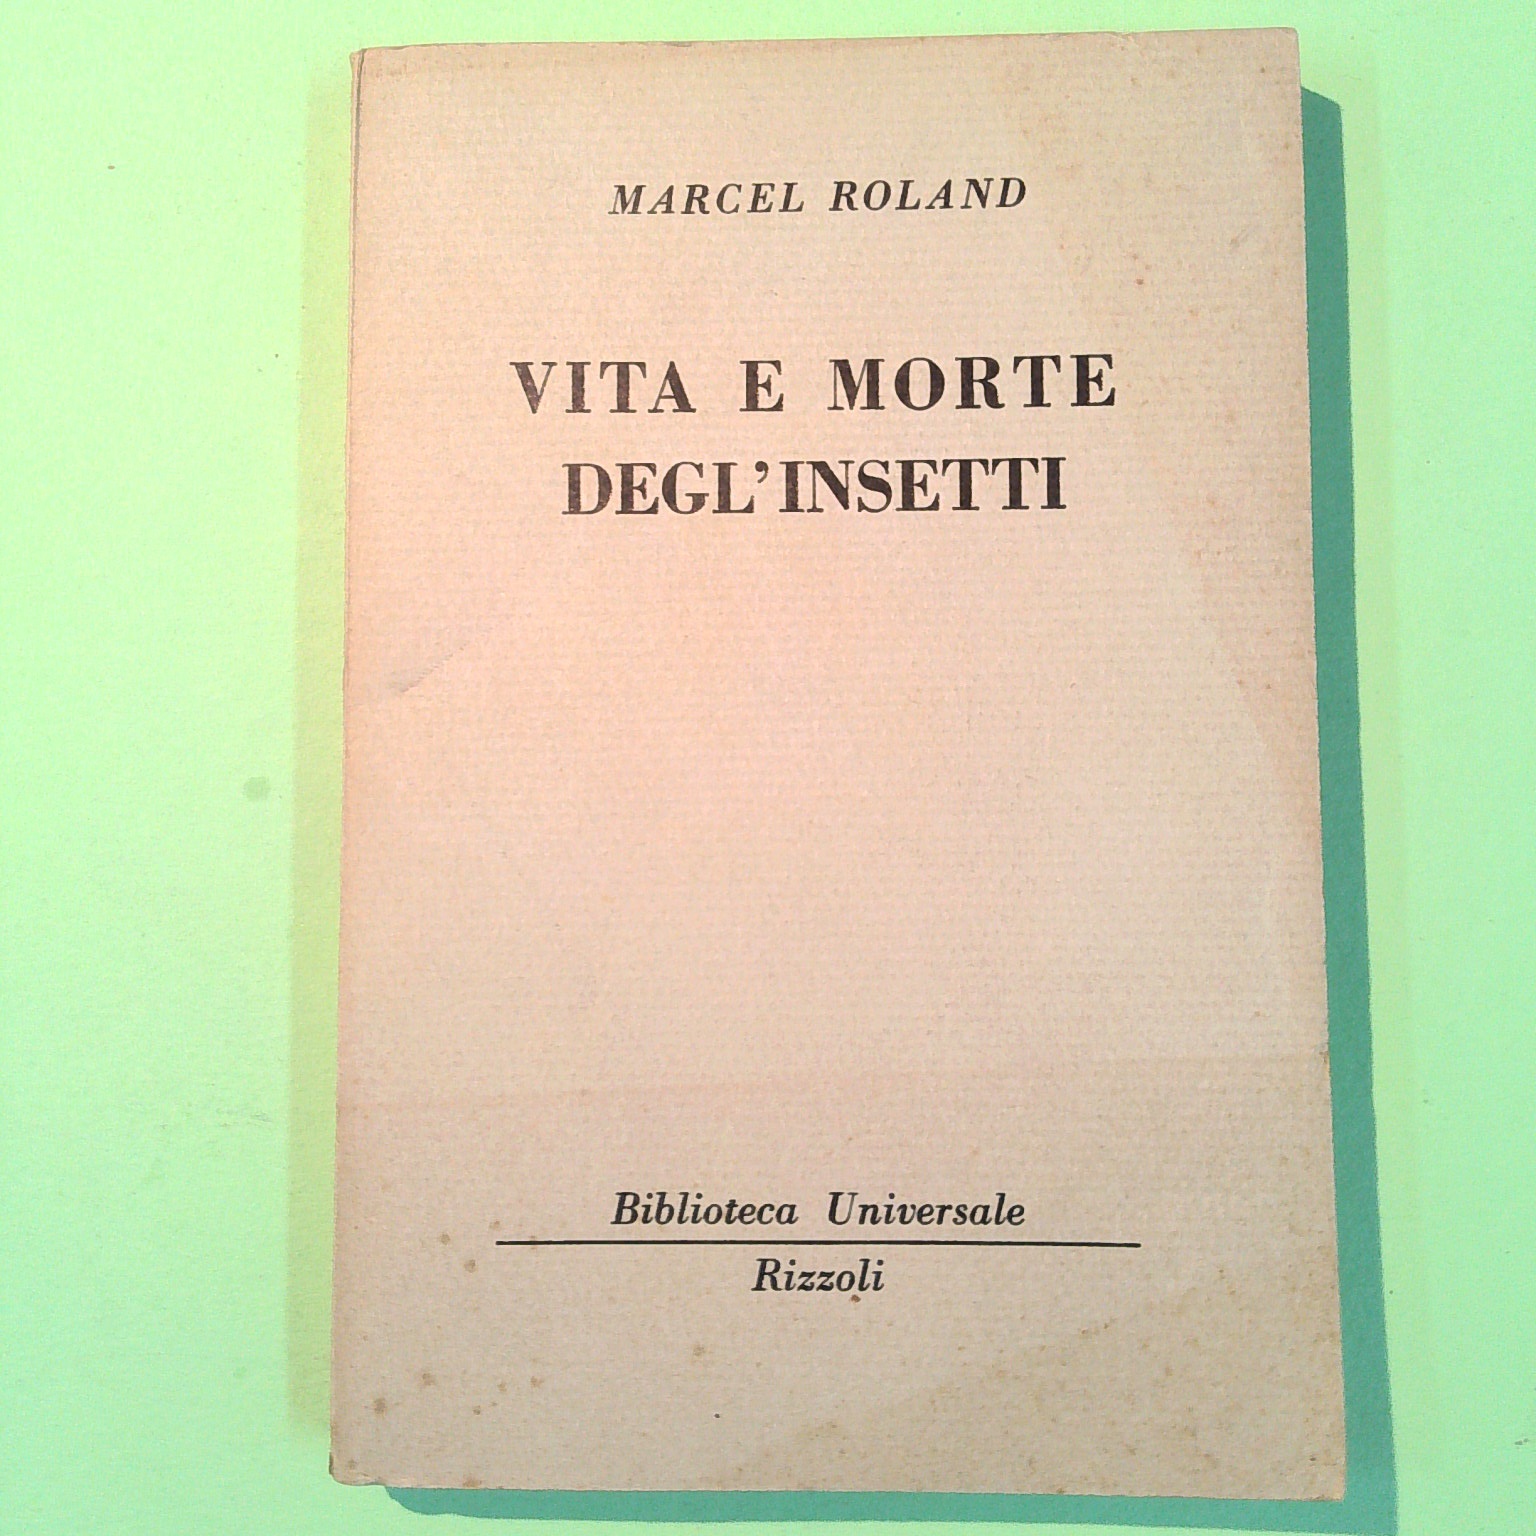 MARCEL ROLAND
VITA E MORTE
DEGL'INSETTI
Biblioteca Universale
Rizzoli